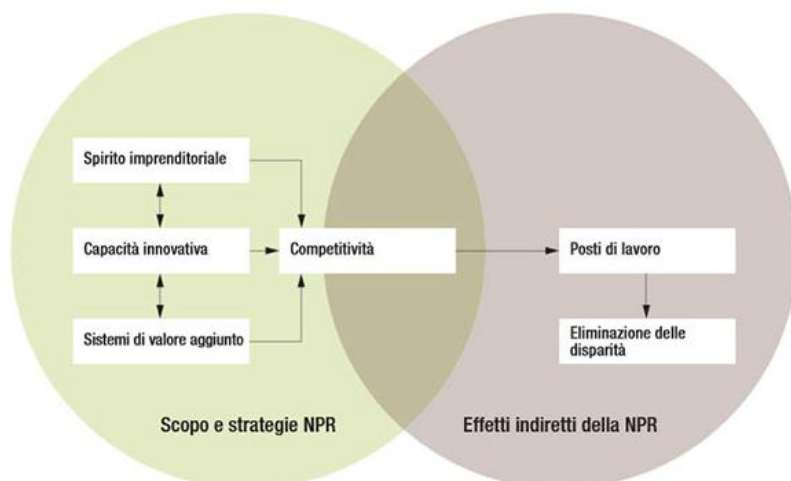 Spirito imprenditoriale
Capacità innovativa
Competitività
Posti di lavoro
Sistemi di valore aggiunto
Eliminazione delle
disparità
Scopo e strategie NPR
Effetti indiretti della NPR